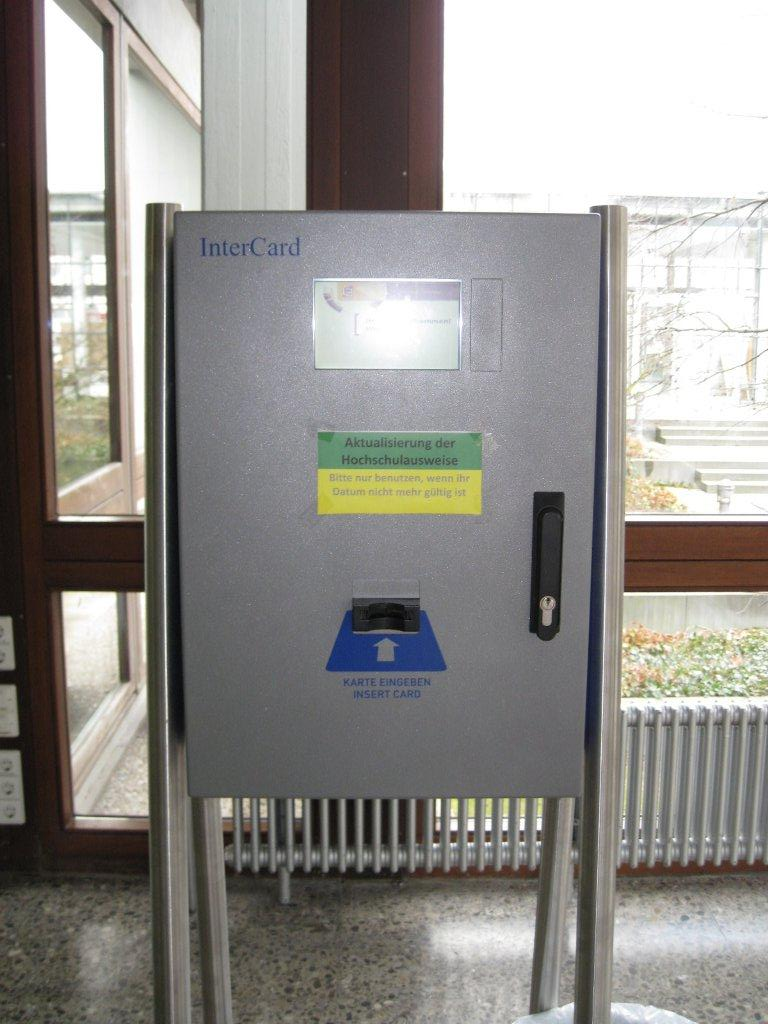 InterCard
Aktualisierung der
Hochschulausweise
Bitte nur benutzen, wenn ihr
Datum nicht mehr gültig ist
KARTE EINGEBEN
INSERT CARD